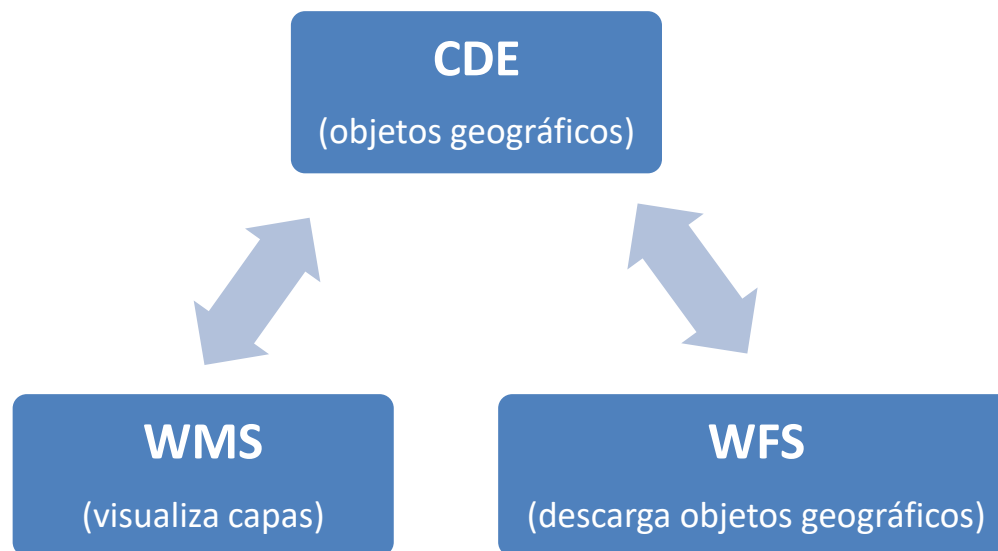 CDE
(objetos geográficos)
WMS
(visualiza capas)
WFS
(descarga objetos geográficos)